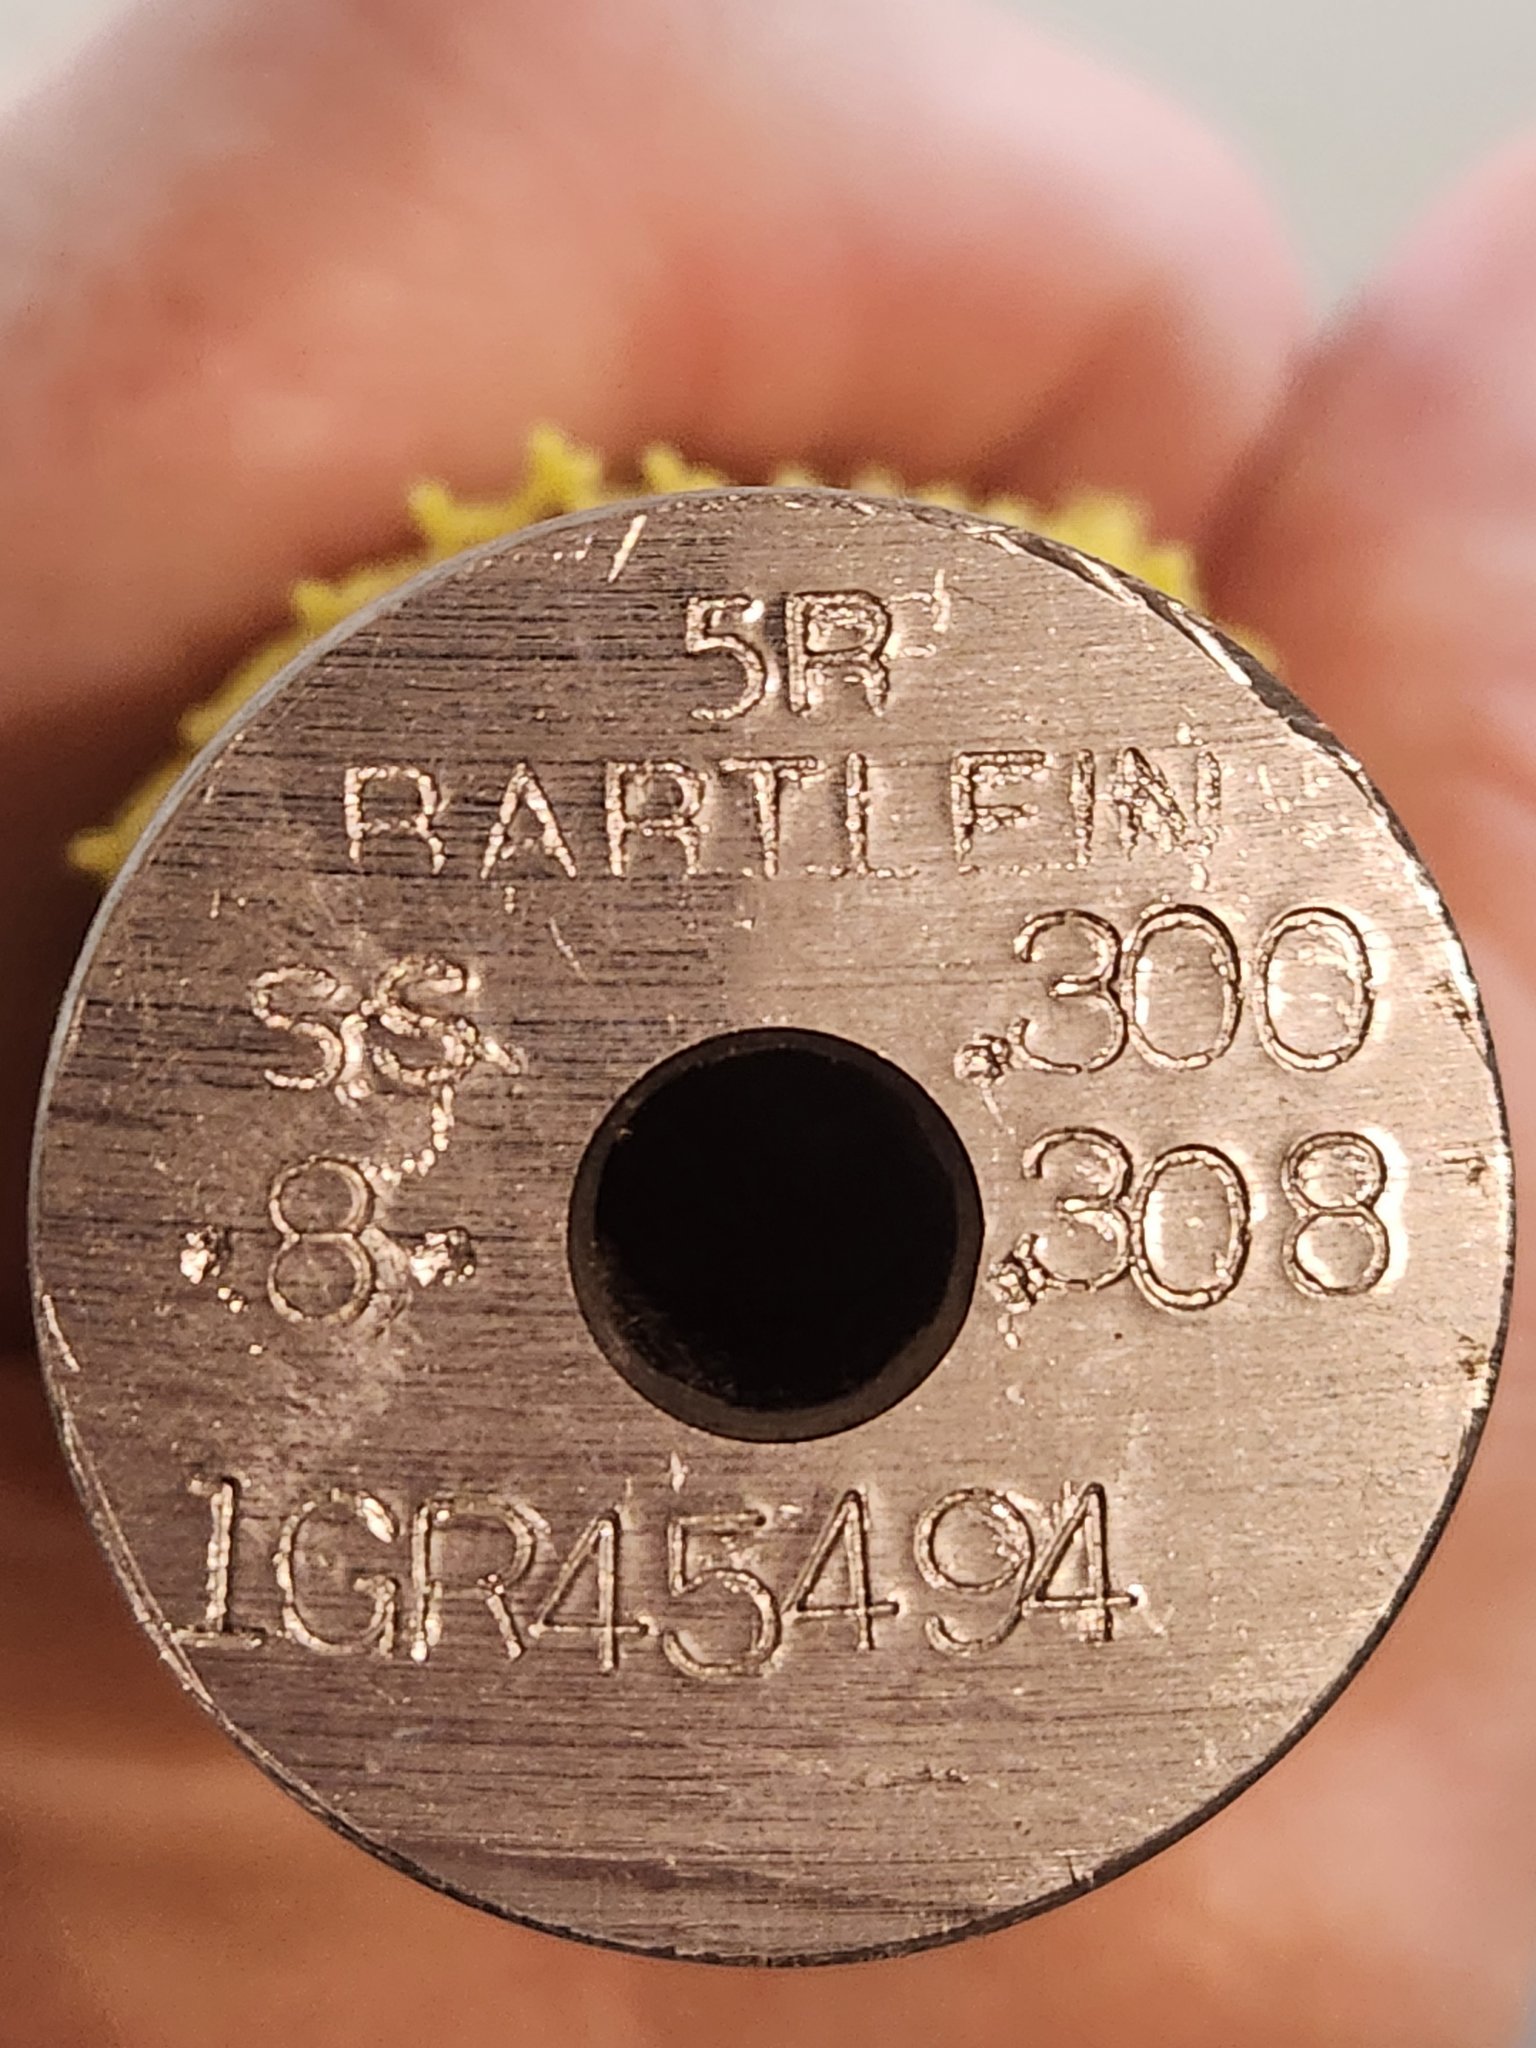 5R
BARTLEIN
SS .300
.8. .308
1GR45494